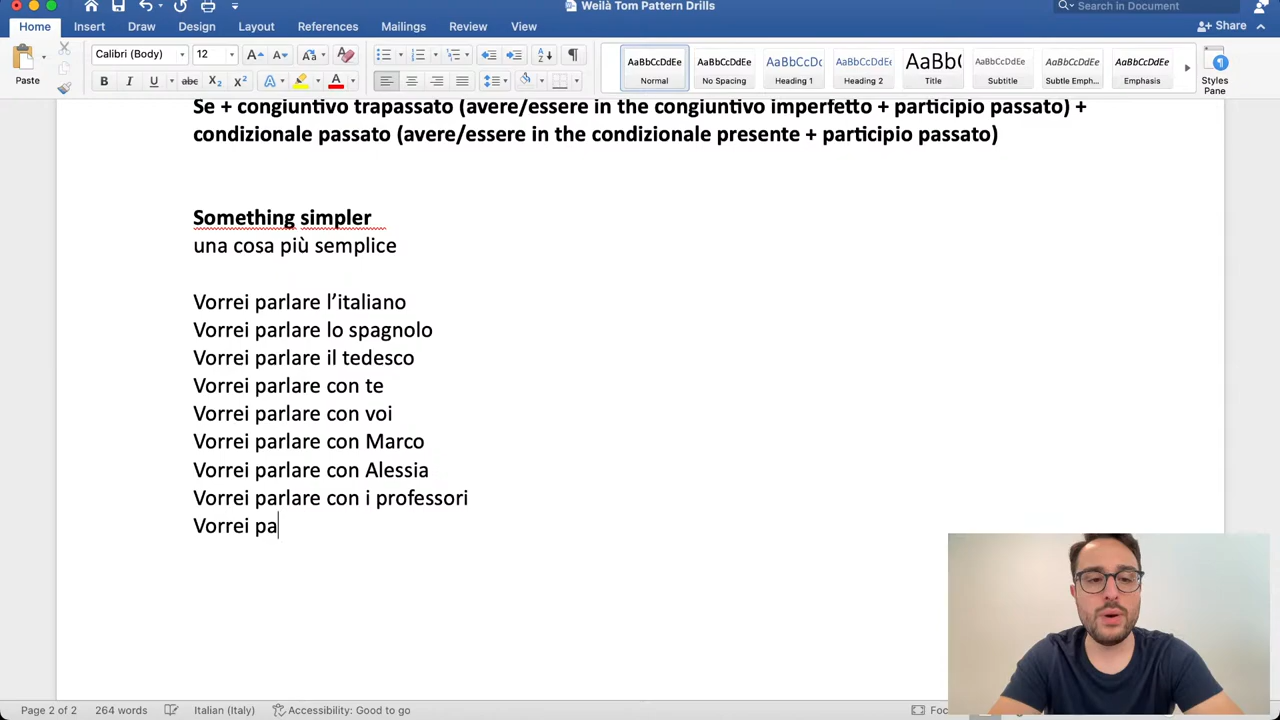 Weilà Tom Pattern Drills
Search in Document
Home Insert Draw Design Layout References Mailings Review View Share
Calibri (Body) 12
Paste
AaBbCcDdEe AaBbCcDdEe AaBbCcDc AaBbCcDdEe AaBbC AaBbCcDdEe AaBbCcDdEe AaBbCcDdEe
Normal No Spacing Heading 1 Heading 2 Title Subtitle Subtle Emph... Emphasis
Styles
Pane
Se + congiuntivo trapassato (avere/essere in the congiuntivo imperfetto + participio passato) +
condizionale passato (avere/essere in the condizionale presente + participio passato)
Something simpler
una cosa più semplice
Vorrei parlare l’italiano
Vorrei parlare lo spagnolo
Vorrei parlare il tedesco
Vorrei parlare con te
Vorrei parlare con voi
Vorrei parlare con Marco
Vorrei parlare con Alessia
Vorrei parlare con i professori
Vorrei pa
Page 2 of 2 264 words Italian (Italy) Accessibility: Good to go